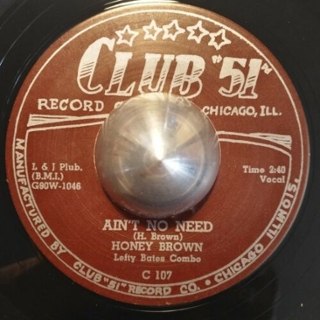 CLUB "51"
RECORD CHICAGO, ILL.
L & J Plub.
(B.M.I.)
G90W-1046
Time 2:40
Vocal
AIN'T NO NEED
(H. Brown)
HONEY BROWN
Lefty Bates Combo
C 107
MANUFACTURED BY CLUB "51" RECORD CO. • CHICAGO ILLINOIS.